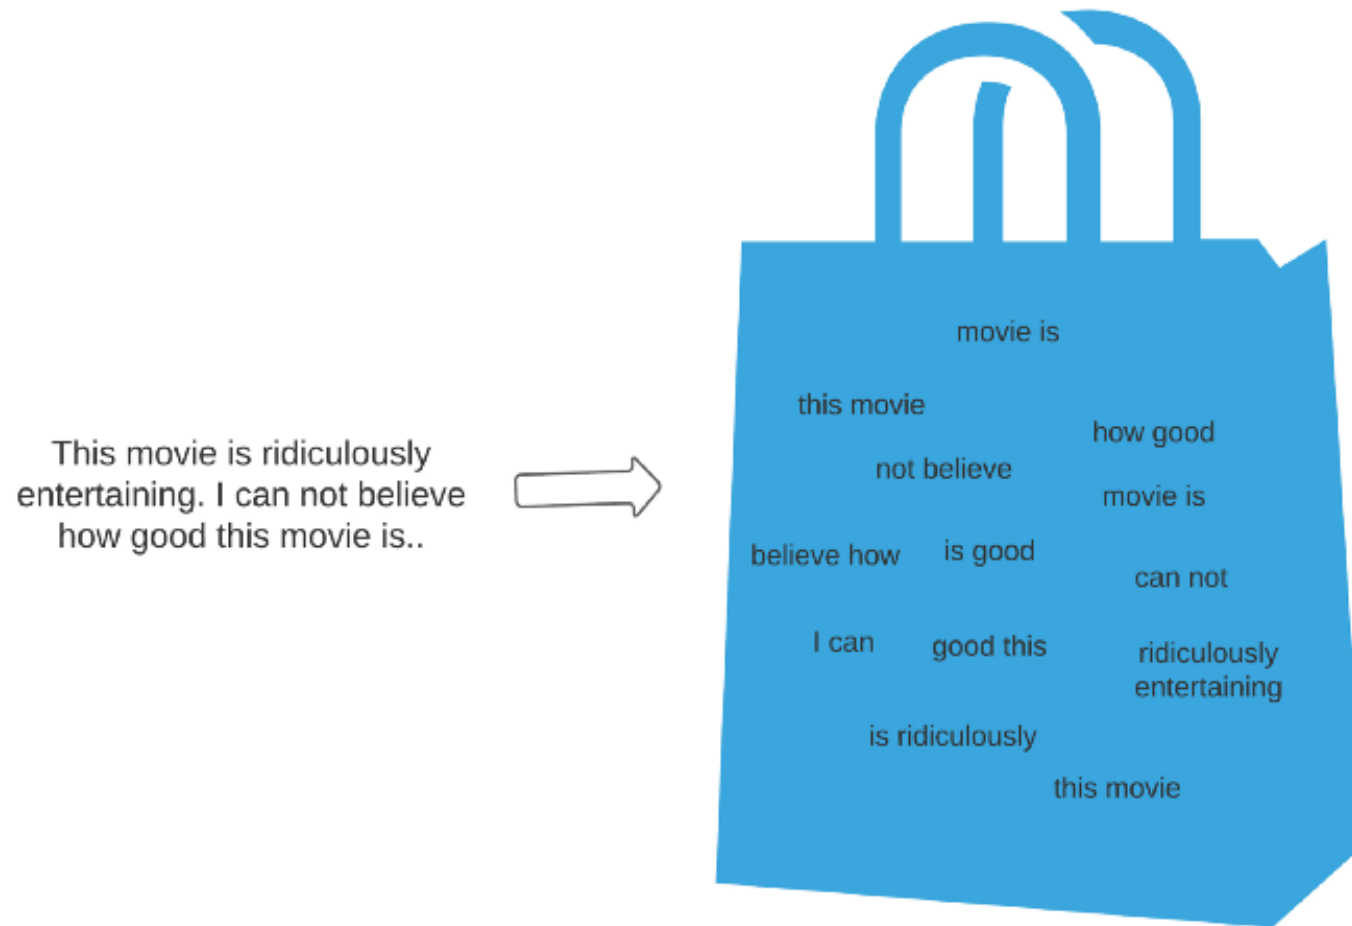 This movie is ridiculously
entertaining. I can not believe
how good this movie is..
movie is
this movie
how good
not believe
movie is
believe how
is good
can not
I can
good this
ridiculously
entertaining
is ridiculously
this movie